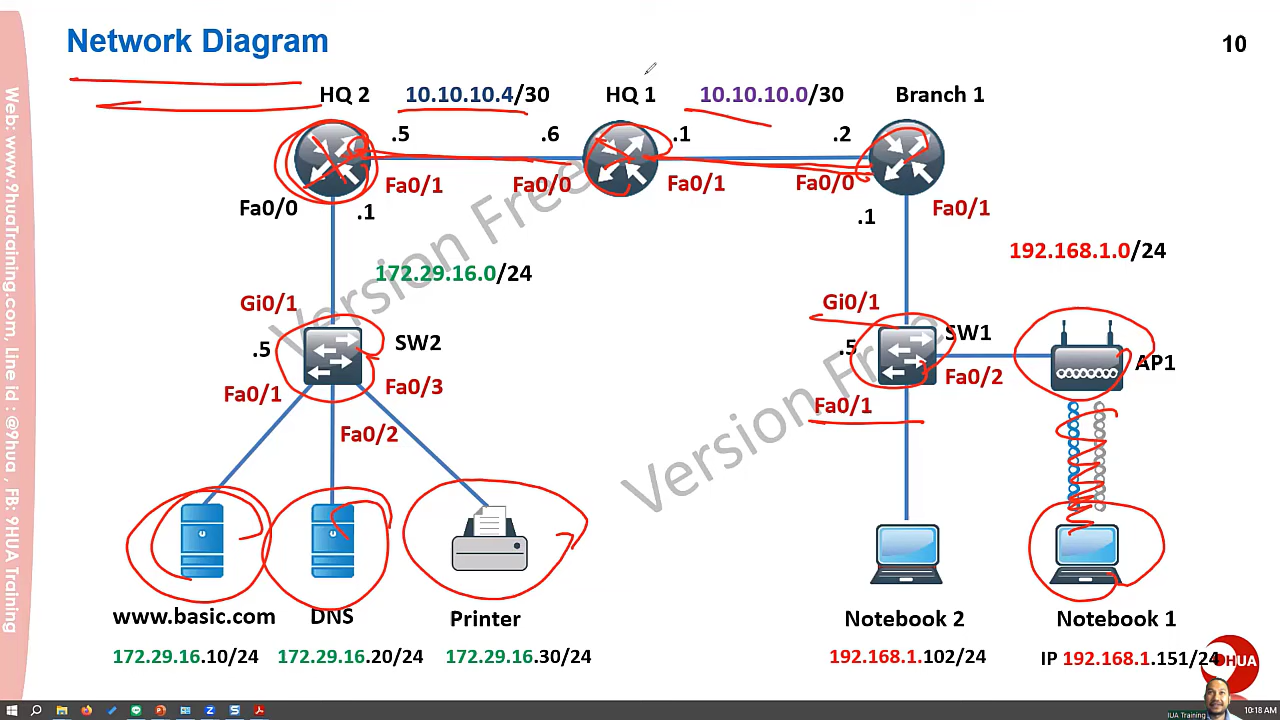 Network Diagram
10
HQ 2
10.10.10.4/30
HQ 1
10.10.10.0/30
Branch 1
.5
.6
.1
.2
Fa0/1
Fa0/0
Fa0/1
Fa0/0
Fa0/0
.1
.1
Fa0/1
192.168.1.0/24
172.29.16.0/24
Gi0/1
Gi0/1
SW2
SW1
.5
.5
AP1
Fa0/1
Fa0/3
Fa0/2
Fa0/1
Fa0/2
Version Free
Version Free
www.basic.com
DNS
Printer
Notebook 2
Notebook 1
172.29.16.10/24
172.29.16.20/24
172.29.16.30/24
192.168.1.102/24
IP 192.168.1.151/24
9HUA
Web: www.9huaTraining.com, Line id : @9hua , FB: 9HUA Training
IUA Training
10:18 AM